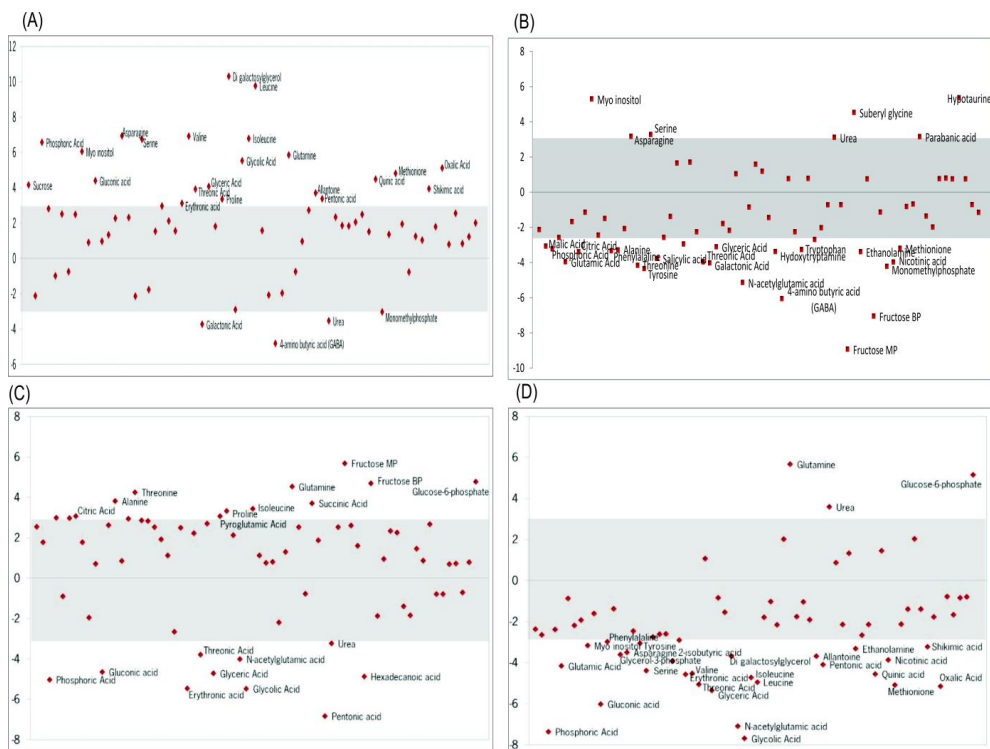 (A)
12
10
8
6
4
2
0
2
4
6
Di galactosylglycerol
Leucine
Phosphoric Acid
Asparagine
Serine
Valine
Isoleucine
Myo inositol
Glycolic Acid
Glutamine
Methionine
Oxalic Acid
Sucrose
Gluconic acid
Glyceric Acid
Threonic Acid
Quinic acid
Allantone
Shikimic acid
Erythronic acid
Proline
Pentonic acid
Galactonic Acid
Urea
Monomethylphosphate
4-amino butyric acid (GABA)
(B)
8
6
4
2
0
-2
-4
-6
-8
-10
Myo inositol
Hypotaurine
Suberyl glycine
Serine
Asparagine
Urea
Parabanic acid
Malic Acid
Citric Acid
Alanine
Glyceric Acid
Tryptophan
Methionine
Phosphoric Acid
Phenylalanine
Salicylic acid
Threonic Acid
Hydoxytryptamine
Ethanolamine
Glutamic Acid
Threonine
Galactonic Acid
Nicotinic acid
Tyrosine
Monomethylphosphate
N-acetylglutamic acid
4-amino butyric acid
(GABA)
Fructose BP
Fructose MP
(C)
8
6
4
2
0
-2
-4
-6
-8
Fructose MP
Threonine
Glutamine
Fructose BP
Glucose-6-phosphate
Alanine
Succinic Acid
Citric Acid
Proline
Isoleucine
Pyroglutamic Acid
Urea
Threonic Acid
N-acetylglutamic acid
Gluconic acid
Glyceric Acid
Hexadecanoic acid
Phosphoric Acid
Erythronic acid
Glycolic Acid
Pentonic acid
(D)
8
6
4
2
0
-2
-4
-6
-8
Glutamine
Glucose-6-phosphate
Urea
Phenylalaline
Myo inositol
Tyrosine
Asparagine
2-isobutyric acid
Glycerol-3-phosphate
Di galactosylglycerol
Allantone
Ethanolamine
Shikimic acid
Glutamic Acid
Serine
Valine
Isoleucine
Pentonic acid
Nicotinic acid
Erythronic acid
Leucine
Quinic acid
Threonic Acid
Glyceric Acid
Methionine
Oxalic Acid
Gluconic acid
Phosphoric Acid
N-acetylglutamic acid
Glycolic Acid